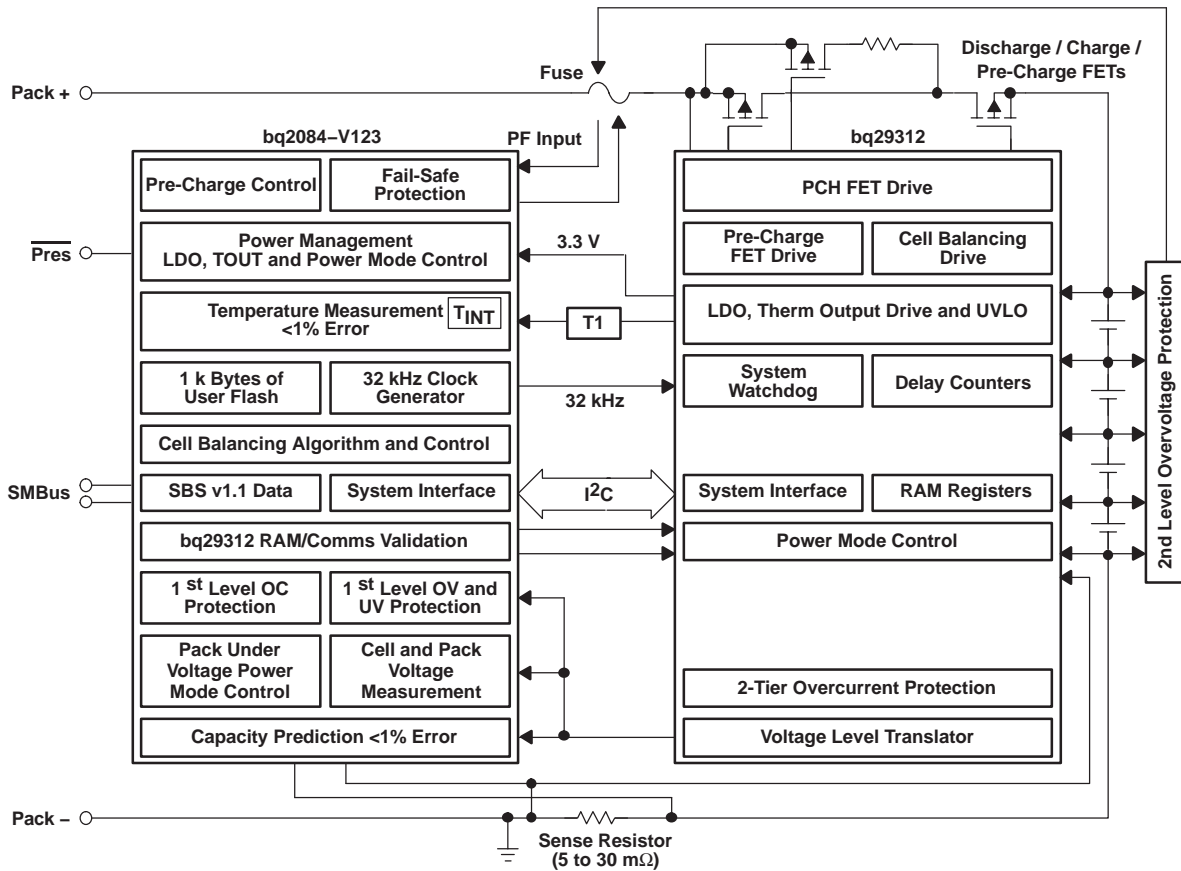 Discharge / Charge /
Pre-Charge FETs
Fuse
Pack +
bq2084–V123
PF Input
bq29312
Pre-Charge Control
Fail-Safe
Protection
PCH FET Drive
Pres
Power Management
LDO, TOUT and Power Mode Control
3.3 V
Pre-Charge
FET Drive
Cell Balancing
Drive
Temperature Measurement
<1% Error
TINT
T1
LDO, Therm Output Drive and UVLO
1 k Bytes of
User Flash
32 kHz Clock
Generator
32 kHz
System
Watchdog
Delay Counters
2nd Level Overvoltage Protection
Cell Balancing Algorithm and Control
SMBus
SBS v1.1 Data
System Interface
I2C
System Interface
RAM Registers
bq29312 RAM/Comms Validation
Power Mode Control
1 st Level OC
Protection
1 st Level OV and
UV Protection
Pack Under
Voltage Power
Mode Control
Cell and Pack
Voltage
Measurement
2-Tier Overcurrent Protection
Capacity Prediction <1% Error
Voltage Level Translator
Pack –
Sense Resistor
(5 to 30 mΩ)